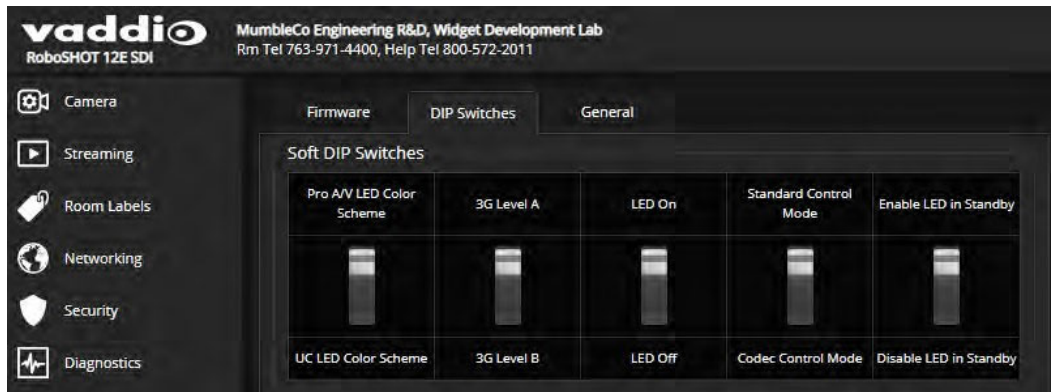 vaddio
RoboSHOT 12E SDI
MumbleCo Engineering R&D, Widget Development Lab
Rm Tel 763-971-4400, Help Tel 800-572-2011
Camera
Streaming
Room Labels
Networking
Security
Diagnostics
Firmware
DIP Switches
General
Soft DIP Switches
Pro A/V LED Color
Scheme
3G Level A
LED On
Standard Control
Mode
Enable LED in Standby
UC LED Color Scheme
3G Level B
LED Off
Codec Control Mode
Disable LED in Standby